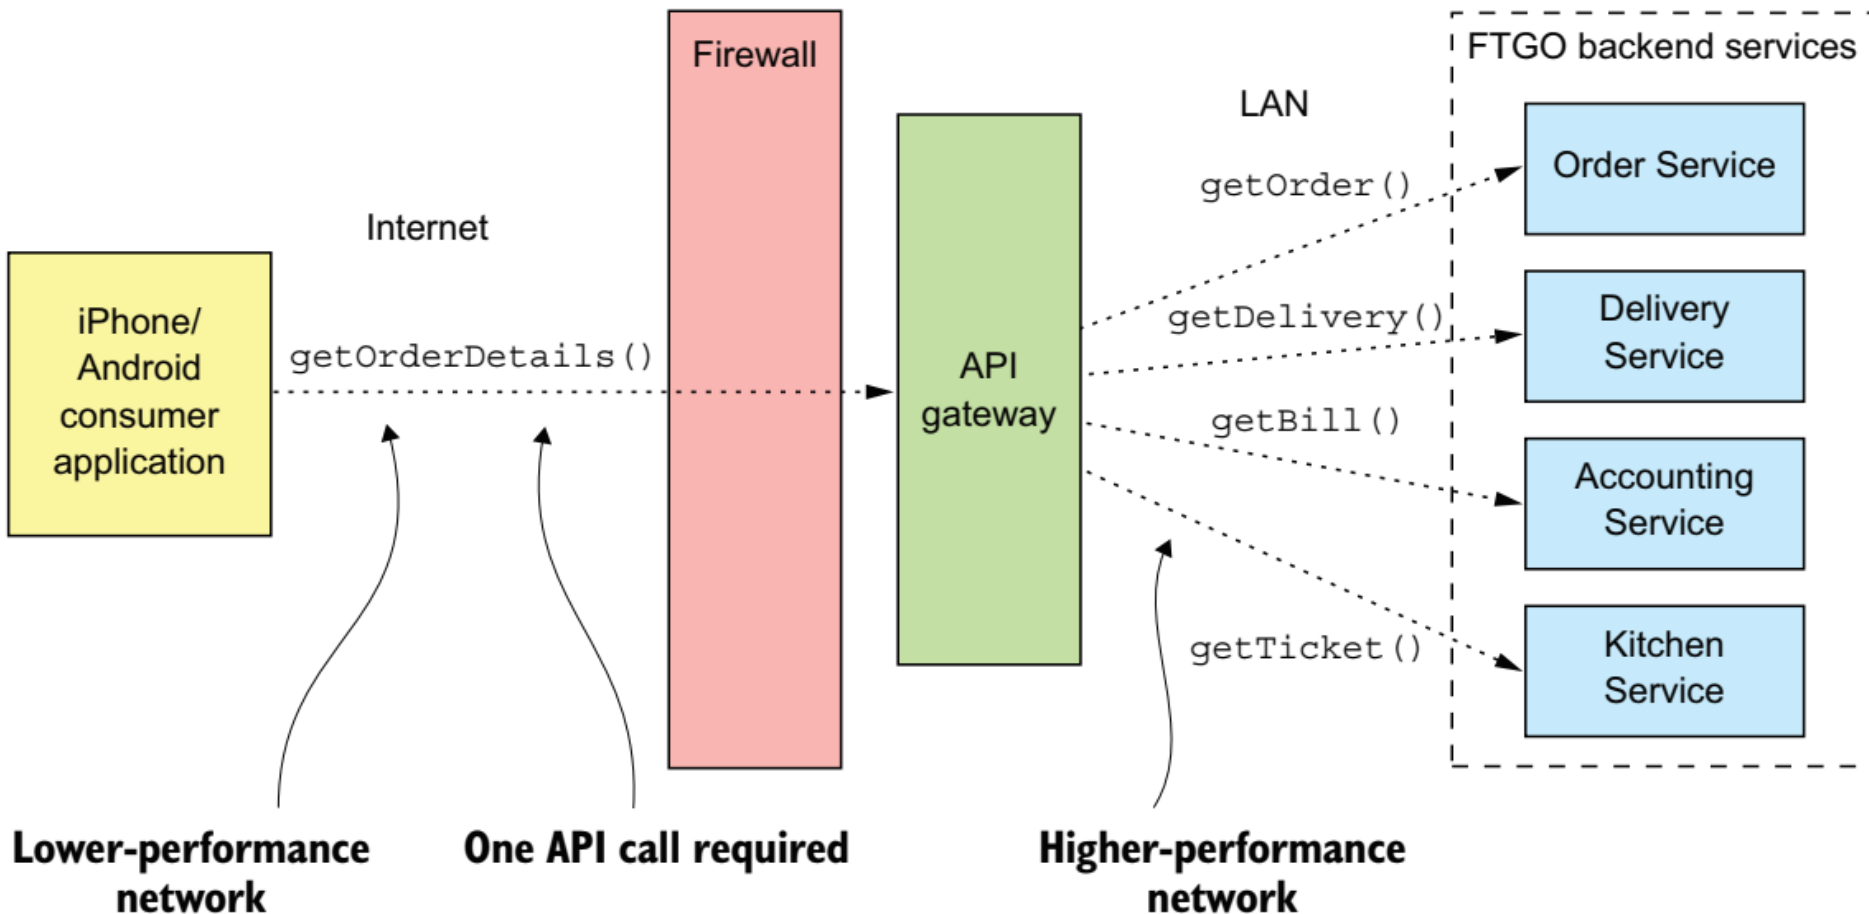 Firewall
FTGO backend services
LAN
Order Service
getOrder()
Internet
iPhone/
Android
consumer
application
getOrderDetails()
API
gateway
getDelivery()
Delivery
Service
getBill()
Accounting
Service
getTicket()
Kitchen
Service
Lower-performance
network
One API call required
Higher-performance
network